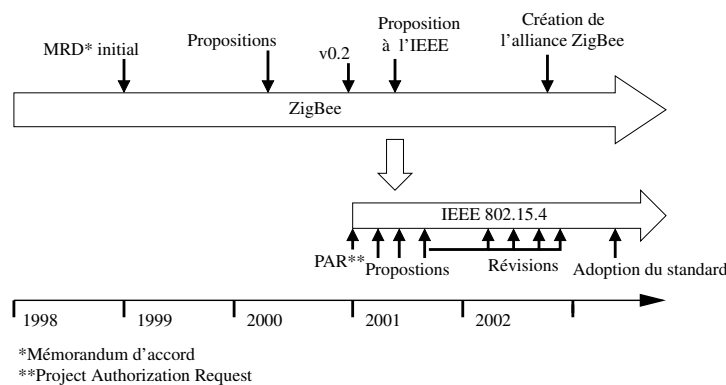 Création de
l'alliance ZigBee
Proposition
à l'IEEE
Propositions
v0.2
MRD* initial
ZigBee
IEEE 802.15.4
PAR**
Propostions
Révisions
Adoption du standard
1998
1999
2000
2001
2002
*Mémorandum d'accord
**Project Authorization Request